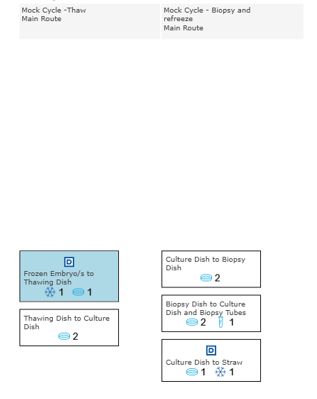 Mock Cycle -Thaw
Main Route
Mock Cycle - Biopsy and
refreeze
Main Route
D
Frozen Embryo/s to
Thawing Dish
1 1
Thawing Dish to Culture
Dish
2
Culture Dish to Biopsy
Dish
2
Biopsy Dish to Culture
Dish and Biopsy Tubes
2 1
D
Culture Dish to Straw
1 1